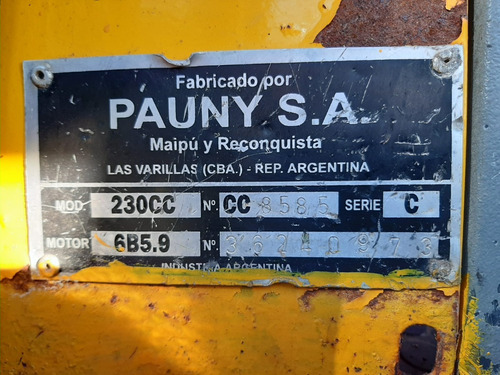 Fabricado por
PAUNY S.A.
Maipú y Reconquista
LAS VARILLAS (CBA.) - REP. ARGENTINA
MOD. 230CC Nº. CC 8585 SERIE C
MOTOR 6B5.9 Nº. 36240973
INDUSTRIA ARGENTINA